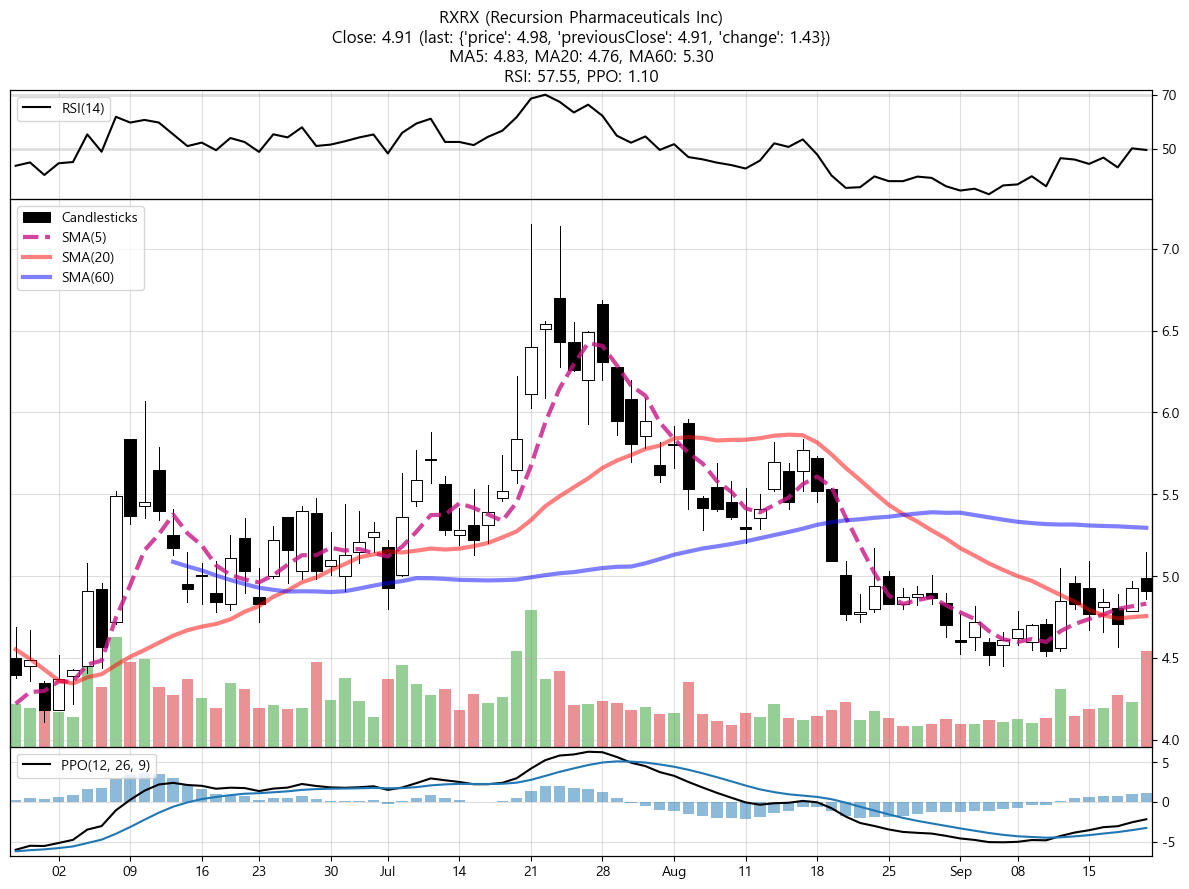 RXRX (Recursion Pharmaceuticals Inc)
Close: 4.91 (last: {'price': 4.98, 'previousClose': 4.91, 'change': 1.43})
MA5: 4.83, MA20: 4.76, MA60: 5.30
RSI: 57.55, PPO: 1.10
RSI(14)
70
50
Candlesticks
SMA(5)
SMA(20)
SMA(60)
7.0
6.5
6.0
5.5
5.0
4.5
4.0
PPO(12, 26, 9)
5
0
-5
02 09 16 23 30 Jul 14 21 28 Aug 11 18 25 Sep 08 15